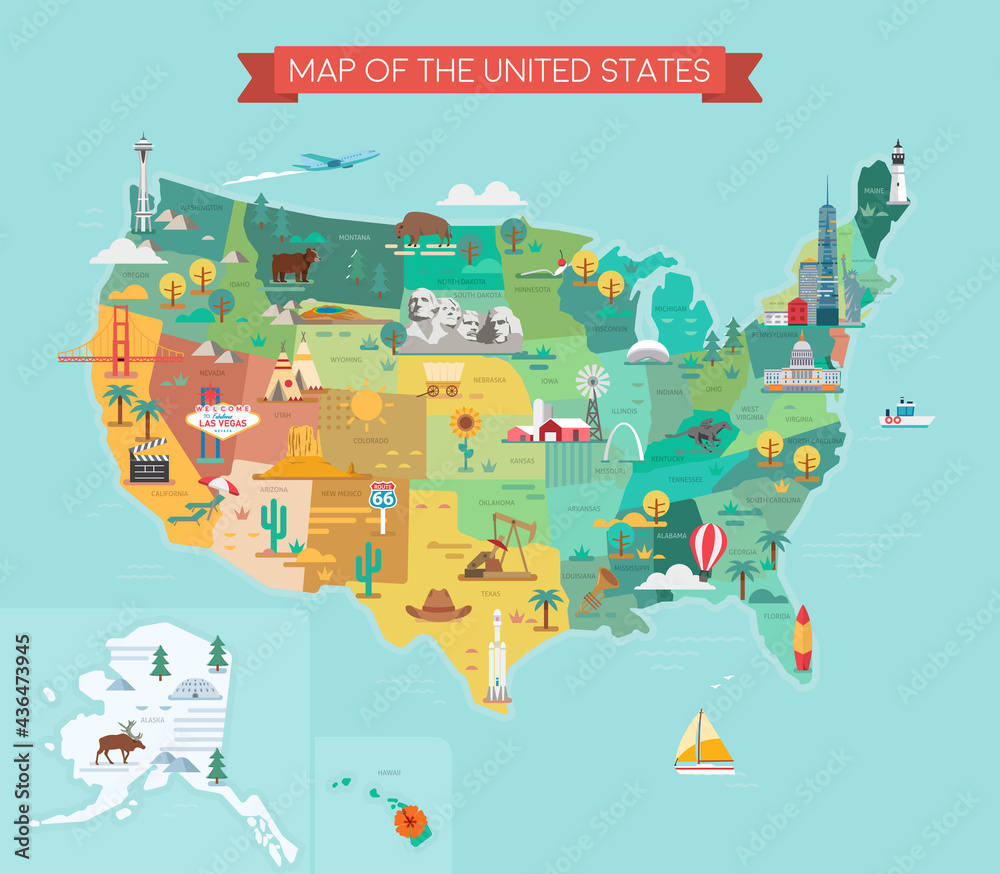 MAP OF THE UNITED STATES
WASHINGTON
MAINE
MONTANA
OREGON
IDAHO
NORTH DAKOTA
MINNESOTA
SOUTH DAKOTA
MICHIGAN
WISCONSIN
PENNSYLVANIA
WYOMING
NEVADA
NEBRASKA
IOWA
INDIANA
OHIO
WELCOME
TO Fabulous
LAS VEGAS
NEVADA
UTAH
COLORADO
ILLINOIS
WEST
VIRGINIA
VIRGINIA
KANSAS
MISSOURI
KENTUCKY
NORTH CAROLINA
TENNESSEE
CALIFORNIA
ARIZONA
NEW MEXICO
ROUTE
66
OKLAHOMA
ARKANSAS
SOUTH CAROLINA
ALABAMA
GEORGIA
MISSISSIPPI
LOUISIANA
TEXAS
FLORIDA
ALASKA
HAWAII
Adobe Stock | #436473945